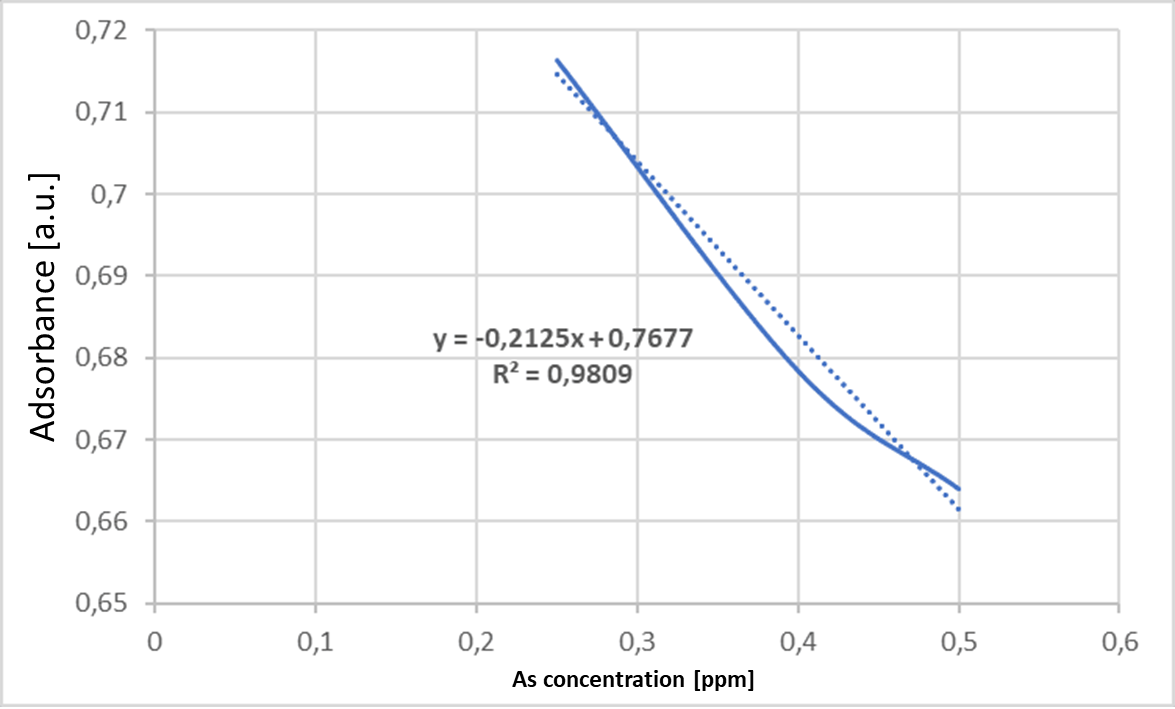 0,72
0,71
0,7
0,69
0,68
0,67
0,66
0,65
Adsorbance [a.u.]
y = -0,2125x + 0,7677
R² = 0,9809
0 0,1 0,2 0,3 0,4 0,5 0,6
As concentration [ppm]